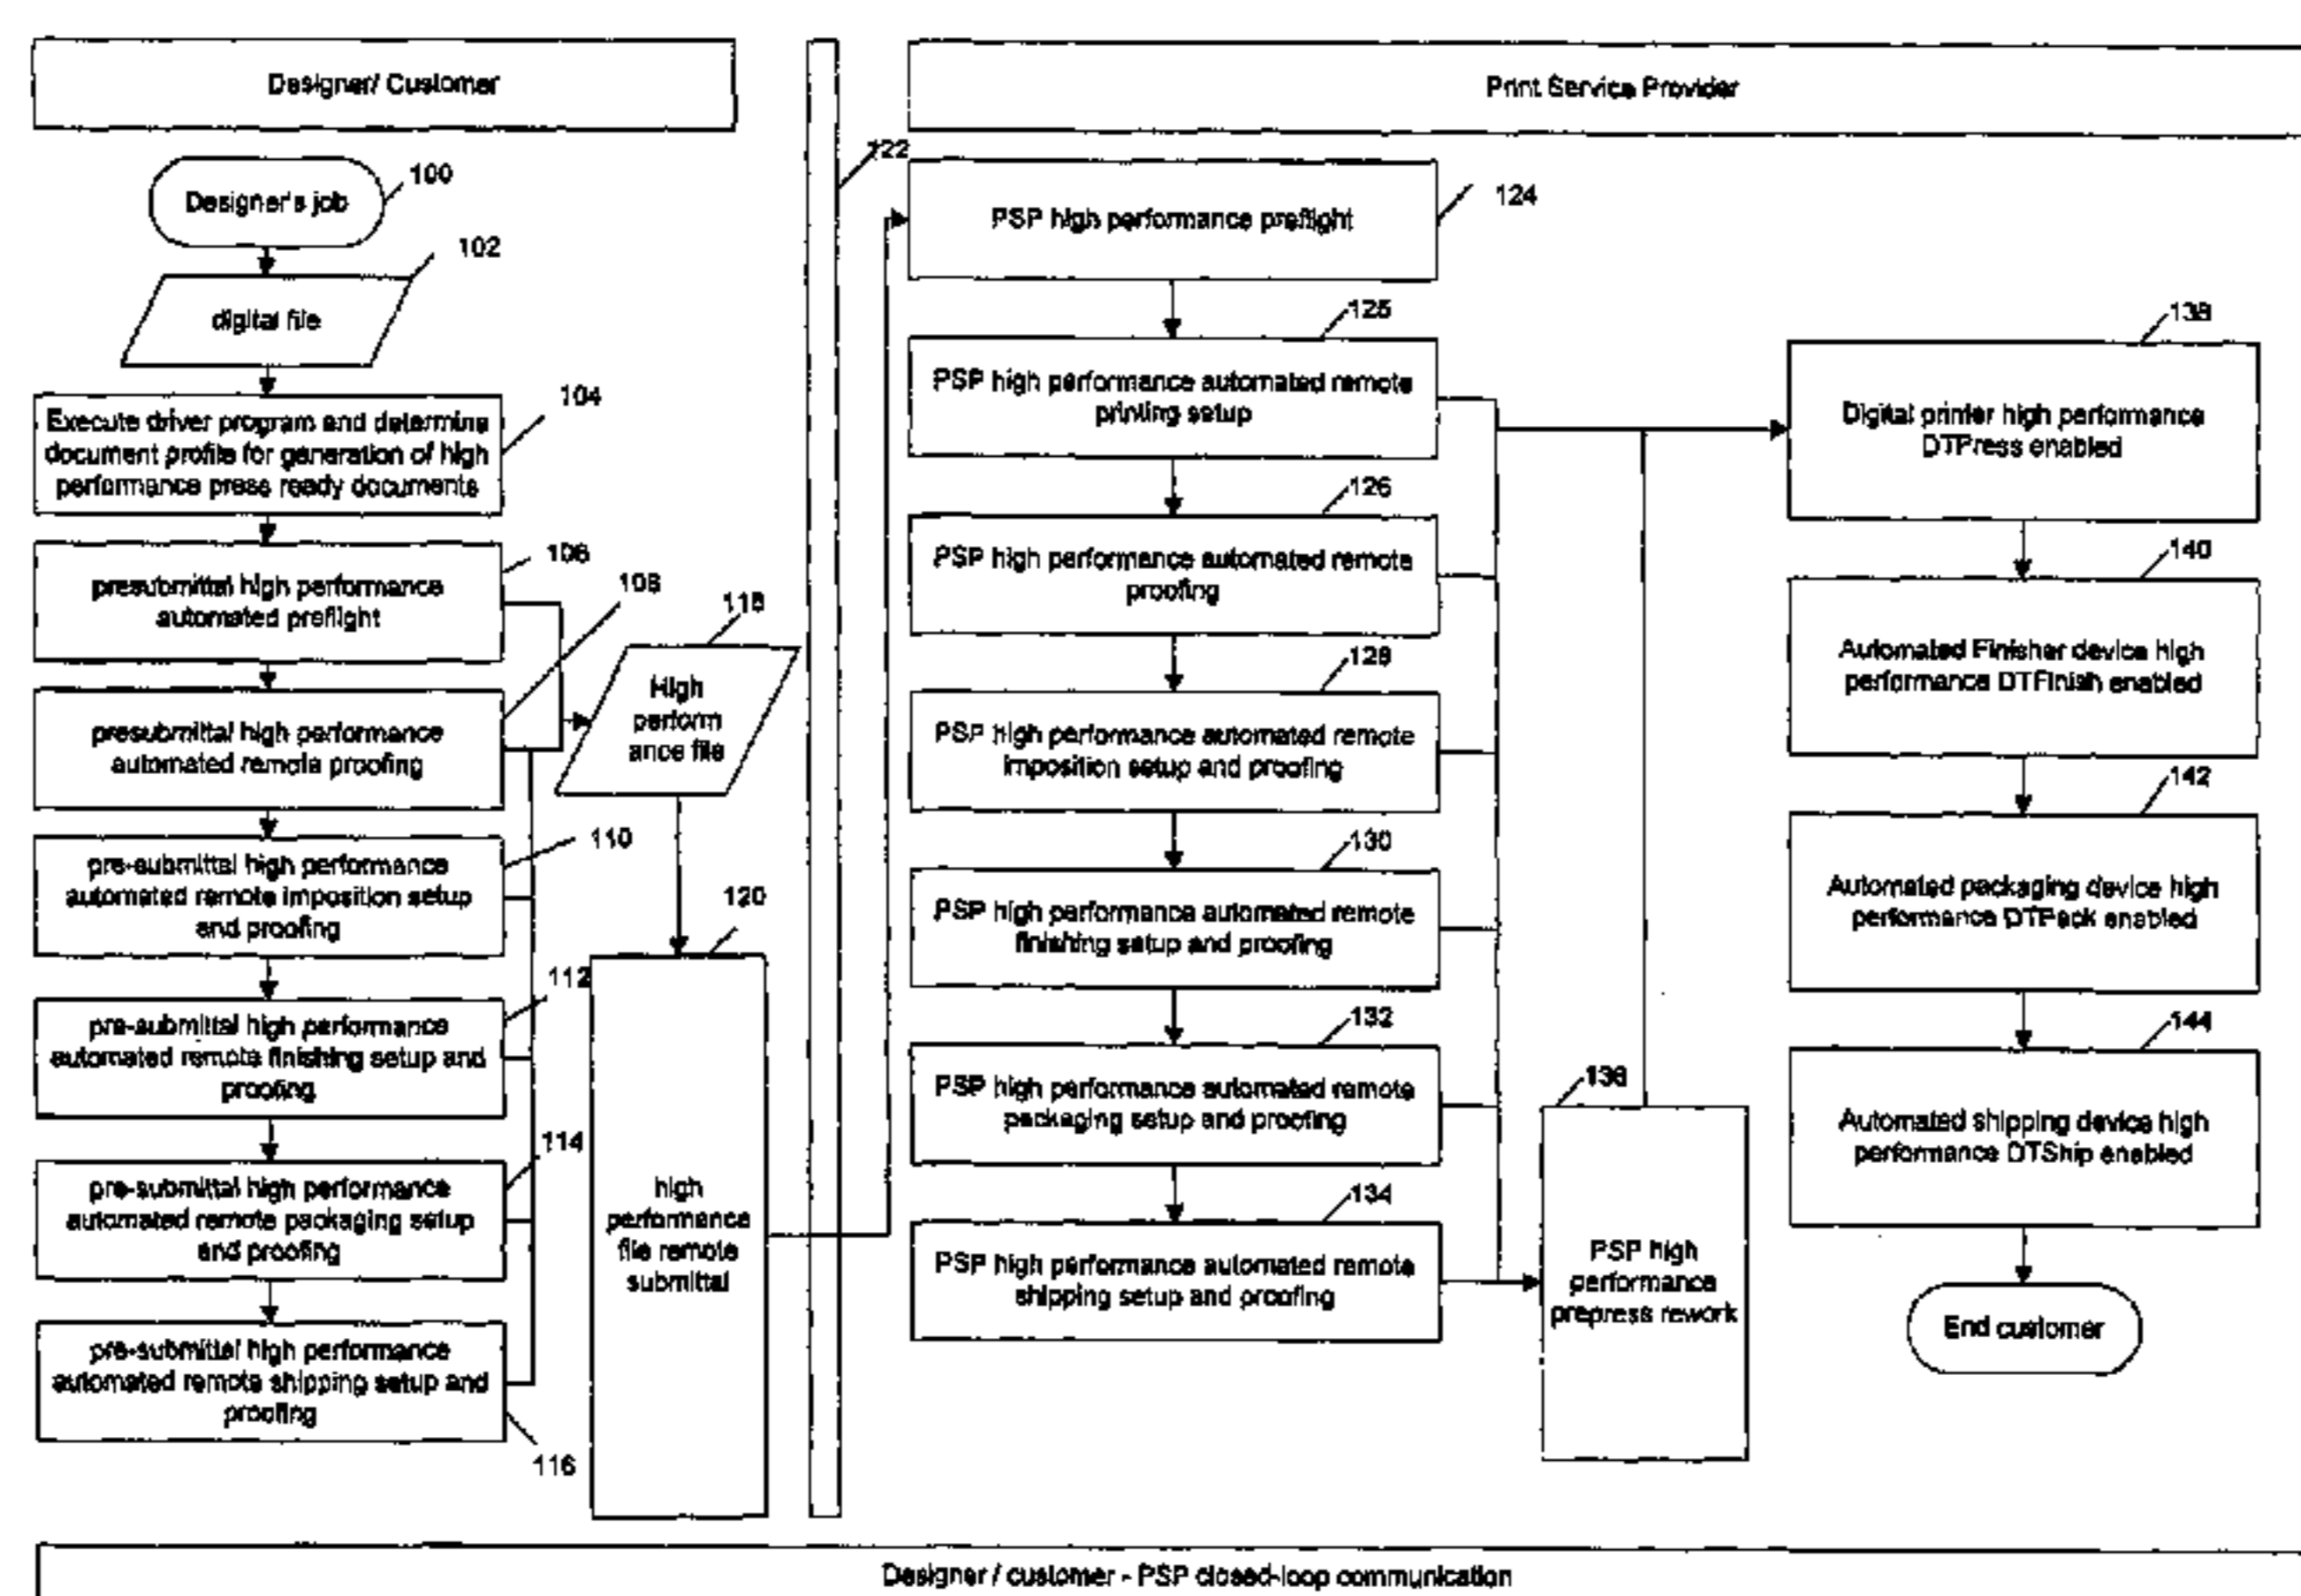 Designer/ Customer
Print Service Provider
Designer's job
100
102
digital file
Execute driver program and determine
document profile for generation of high
performance press ready documents
104
presubmittal high performance
automated preflight
106
presubmittal high performance
automated remote proofing
108
pre-submittal high performance
automated remote imposition setup
and proofing
110
pre-submittal high performance
automated remote finishing setup and
proofing
112
pre-submittal high performance
automated remote packaging setup
and proofing
114
pre-submittal high performance
automated remote shipping setup and
proofing
116
118
High
perform
ance file
120
high
performance
file remote
submittal
122
PSP high performance preflight
124
125
PSP high performance automated remote
printing setup
126
PSP high performance automated remote
proofing
128
PSP high performance automated remote
imposition setup and proofing
130
PSP high performance automated remote
finishing setup and proofing
132
PSP high performance automated remote
packaging setup and proofing
134
PSP high performance automated remote
shipping setup and proofing
136
PSP high
performance
prepress rework
138
Digital printer high performance
DTPress enabled
140
Automated Finisher device high
performance DTFinish enabled
142
Automated packaging device high
performance DTPack enabled
144
Automated shipping device high
performance DTShip enabled
End customer
Designer / customer - PSP closed-loop communication